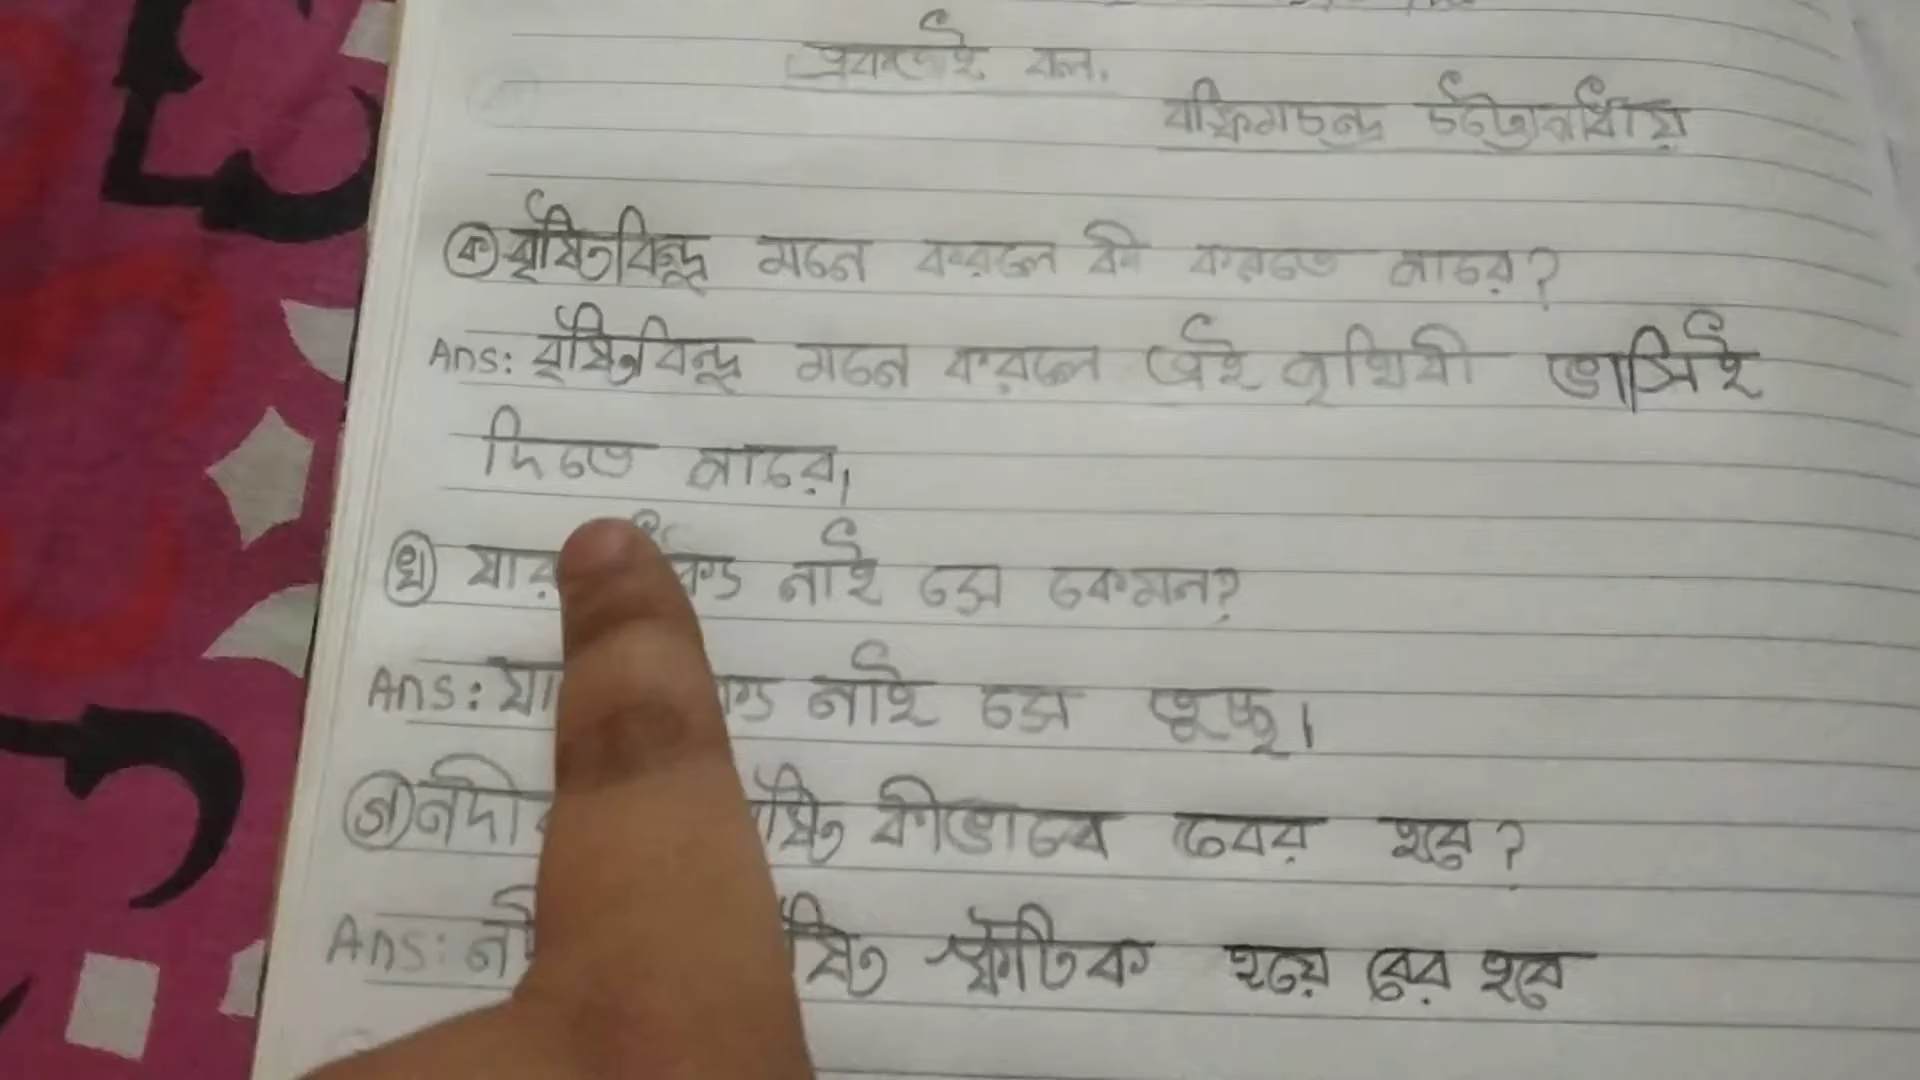 একতাই বল.
বঙ্কিমচন্দ্র চট্টোপাধ্যায়
ক বৃষ্টিবিন্দু মনে করলে কী করতে পারে?
Ans: বৃষ্টিবিন্দু মনে করলে এই পৃথিবী ভাসিই
দিতে পারে।
খ যার নাই সে কেমন?
Ans: যা নাই সে তুচ্ছ।
গ নদী কীভাবে বের হবে?
Ans: স্ফটিক হয়ে বের হবে